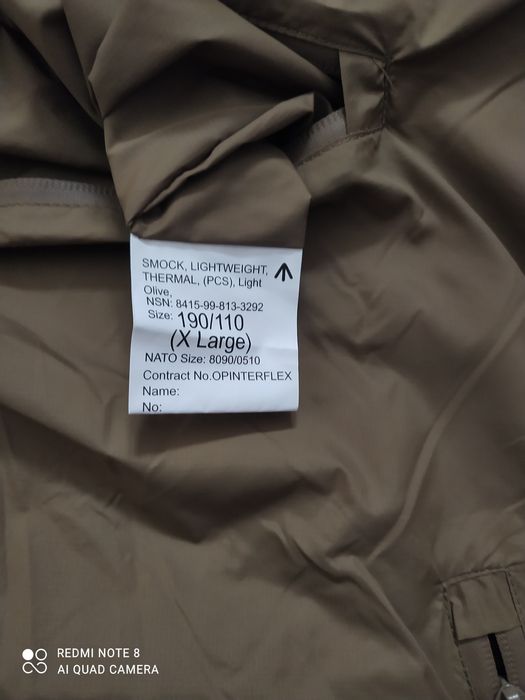 SMOCK, LIGHTWEIGHT,
THERMAL, (PCS), Light
Olive,
NSN: 8415-99-813-3292
Size: 190/110
(X Large)
NATO Size: 8090/0510
Contract No.OPINTERFLEX
Name:
No:
REDMI NOTE 8
AI QUAD CAMERA